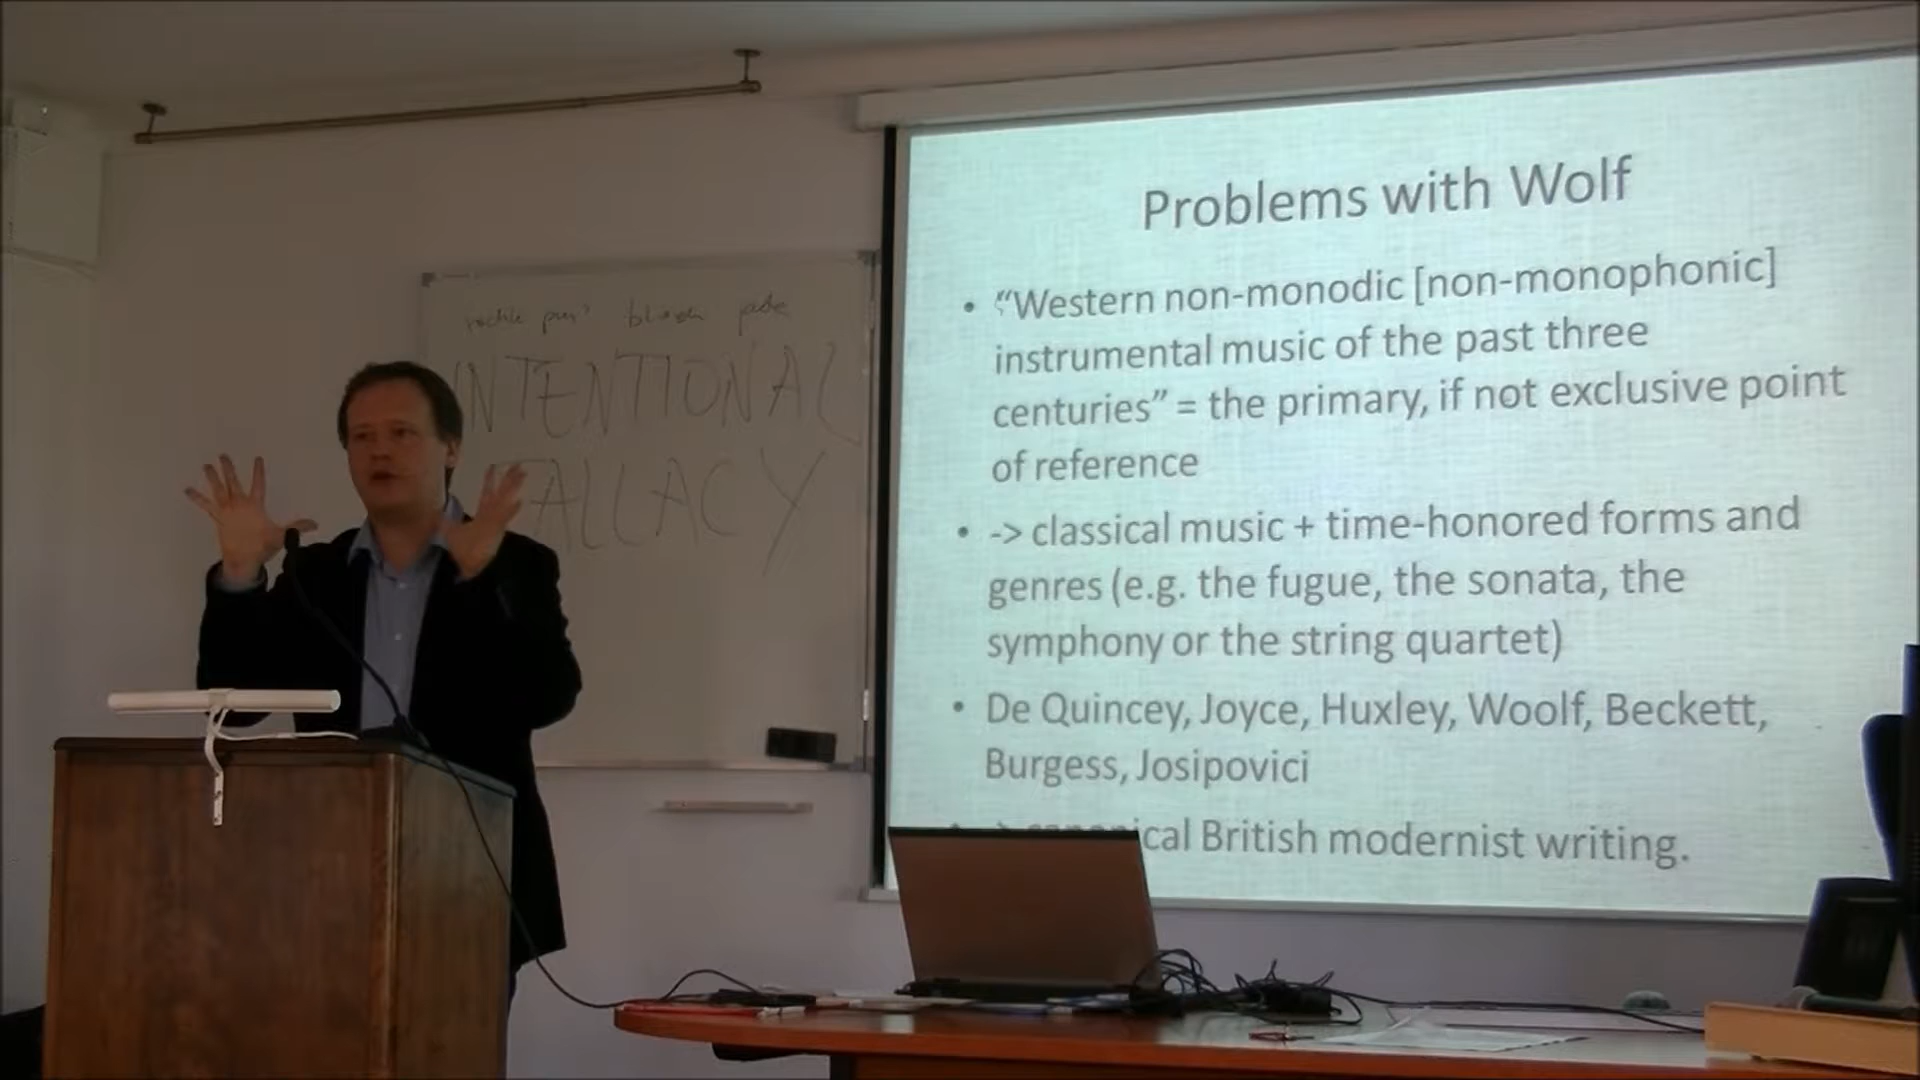 INTENTIONAL
FALLACY
Problems with Wolf
• “Western non-monodic [non-monophonic]
instrumental music of the past three
centuries” = the primary, if not exclusive point
of reference
• -> classical music + time-honored forms and
genres (e.g. the fugue, the sonata, the
symphony or the string quartet)
• De Quincey, Joyce, Huxley, Woolf, Beckett,
Burgess, Josipovici
British modernist writing.